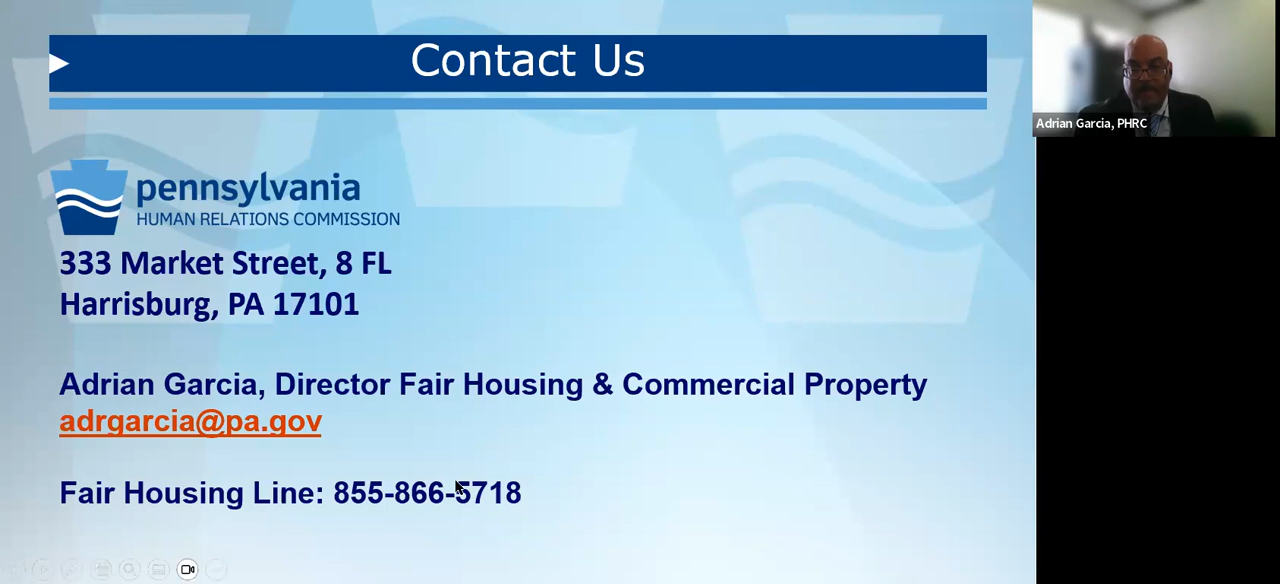 Contact Us
pennsylvania
HUMAN RELATIONS COMMISSION
333 Market Street, 8 FL
Harrisburg, PA 17101
Adrian Garcia, Director Fair Housing & Commercial Property
adrgarcia@pa.gov
Fair Housing Line: 855-866-5718
Adrian Garcia, PHRC